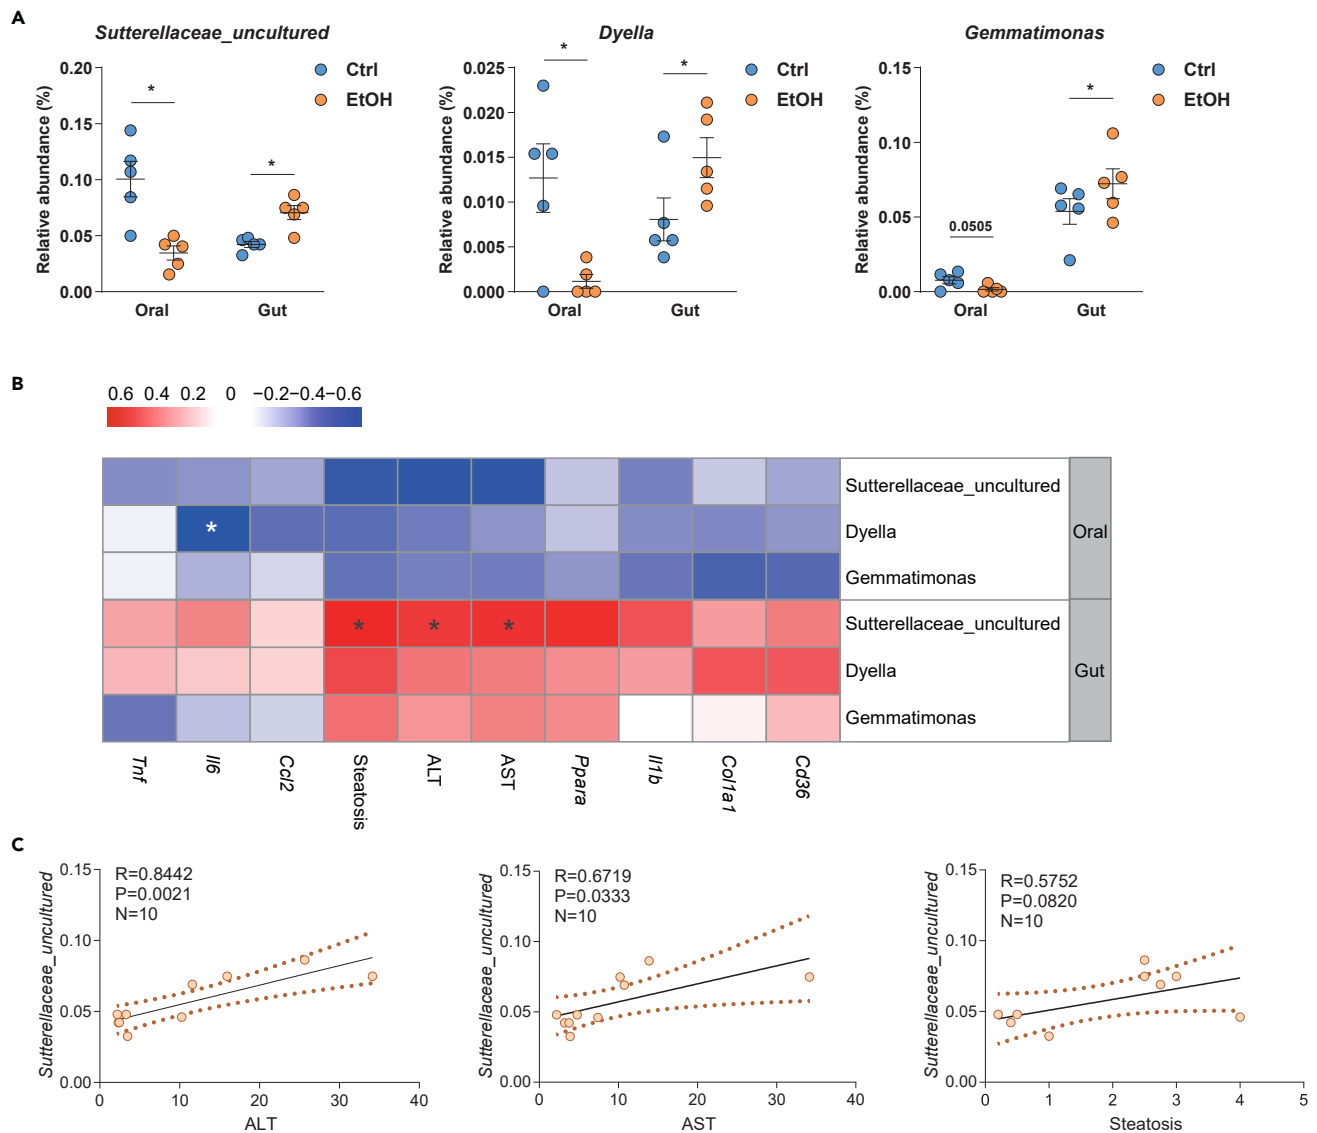 A
Sutterellaceae_uncultured
Dyella
Gemmatimonas
Relative abundance (%)
0.20
0.15
0.10
0.05
0.00
*
*
Oral
Gut
Ctrl
EtOH
Relative abundance (%)
0.025
0.020
0.015
0.010
0.005
0.000
*
*
Oral
Gut
Ctrl
EtOH
Relative abundance (%)
0.15
0.10
0.05
0.00
0.0505
*
Oral
Gut
Ctrl
EtOH
B
0.6 0.4 0.2 0 −0.2−0.4−0.6
Sutterellaceae_uncultured
* Dyella
Gemmatimonas
Oral
* * * Sutterellaceae_uncultured
Dyella
Gemmatimonas
Gut
Tnf Il6 Ccl2 Steatosis ALT AST Ppara Il1b Col1a1 Cd36
C
Sutterellaceae_uncultured
0.15
0.10
0.05
0.00
R=0.8442
P=0.0021
N=10
0 10 20 30 40
ALT
Sutterellaceae_uncultured
0.15
0.10
0.05
0.00
R=0.6719
P=0.0333
N=10
0 10 20 30 40
AST
Sutterellaceae_uncultured
0.15
0.10
0.05
0.00
R=0.5752
P=0.0820
N=10
0 1 2 3 4 5
Steatosis